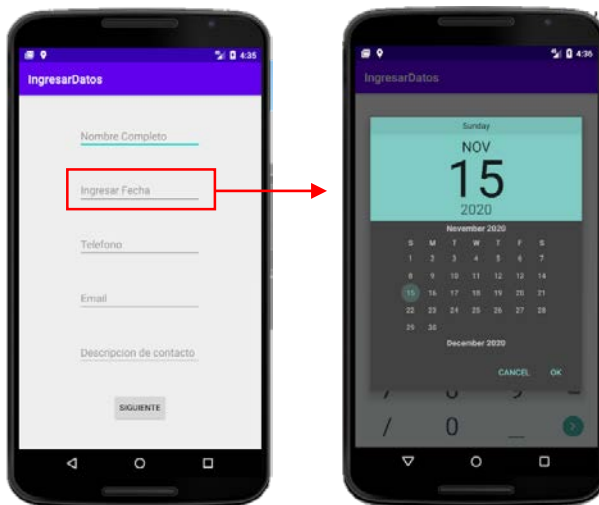 4:35
IngresarDatos
Nombre Completo
Ingresar Fecha
Telefono
Email
Descripcion de contacto
SIGUIENTE
4:36
IngresarDatos
Sunday
NOV
15
2020
November 2020
S M T W T F S
1 2 3 4 5 6 7
8 9 10 11 12 13 14
15 16 17 18 19 20 21
22 23 24 25 26 27 28
29 30
December 2020
CANCEL OK
/ 0 _